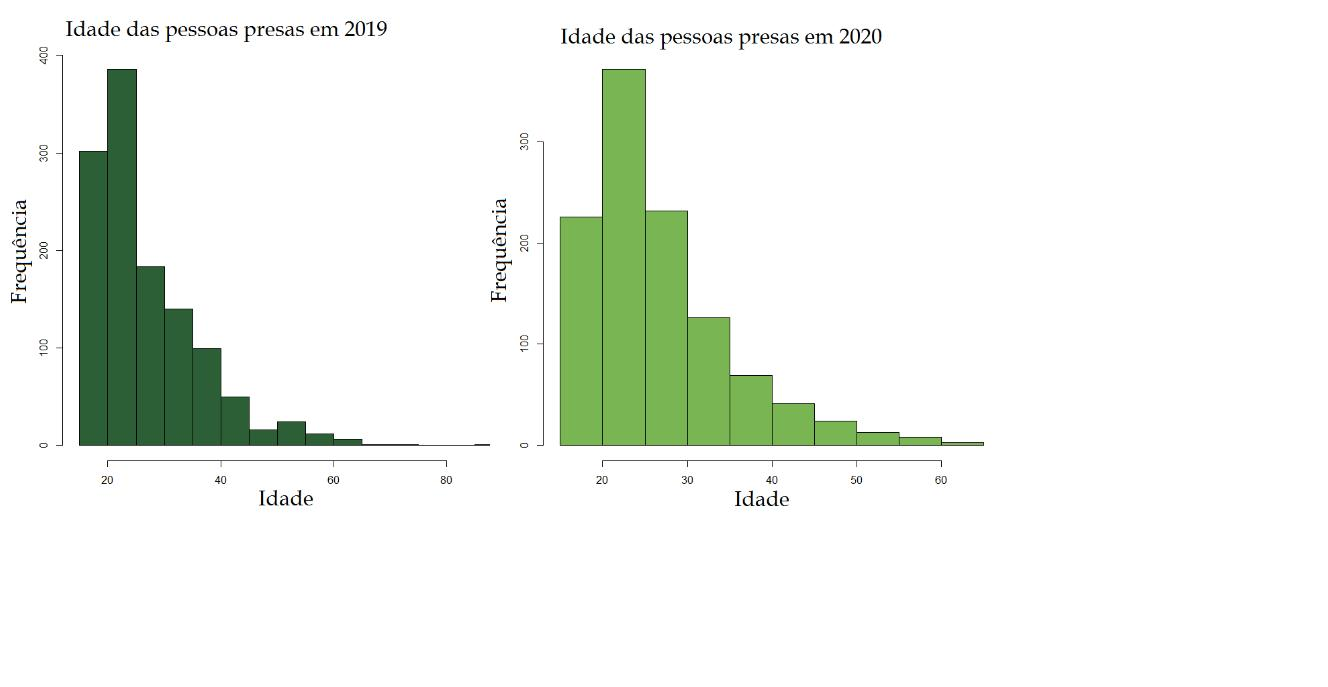 Idade das pessoas presas em 2019
Frequência
400
300
200
100
0
20 40 60 80
Idade
Idade das pessoas presas em 2020
Frequência
300
200
100
0
20 30 40 50 60
Idade